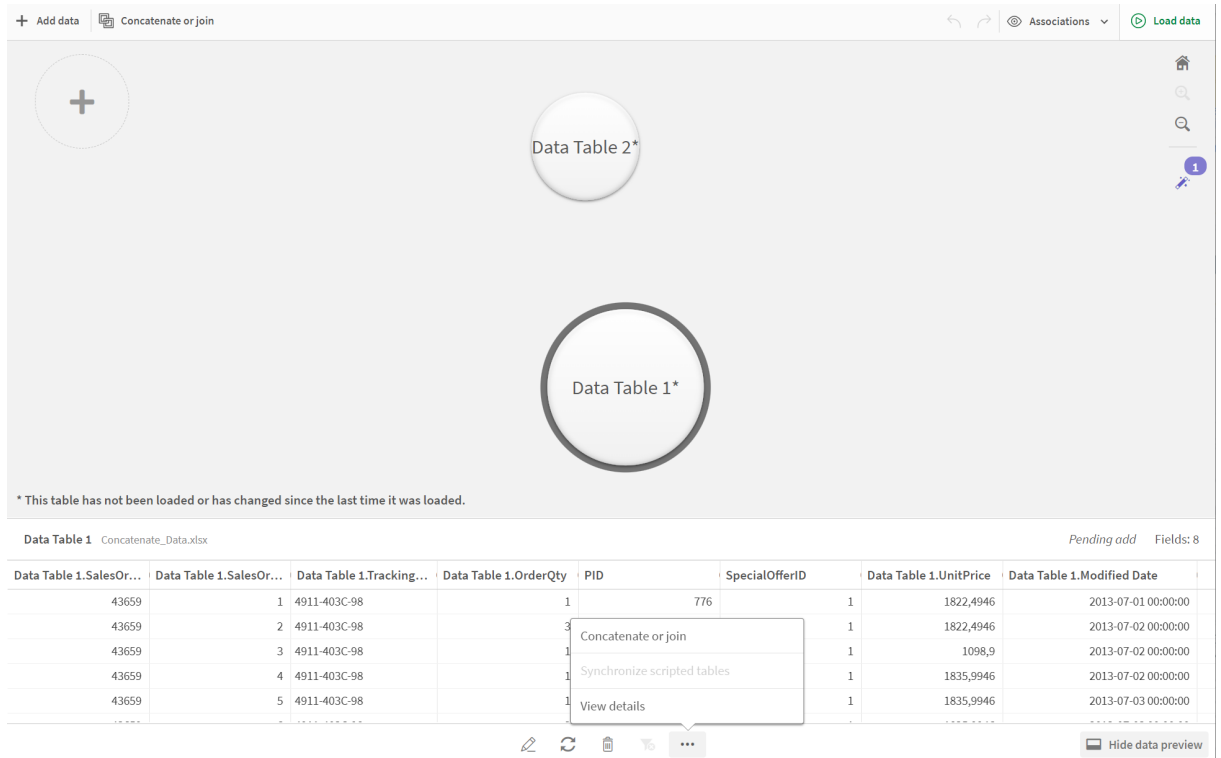 Add data Concatenate or join Associations Load data
1
Data Table 2*
Data Table 1*
* This table has not been loaded or has changed since the last time it was loaded.
Data Table 1 Concatenate_Data.xlsx Pending add Fields: 8
Data Table 1.SalesOr... Data Table 1.SalesOr... Data Table 1.Tracking... Data Table 1.OrderQty PID SpecialOfferID Data Table 1.UnitPrice Data Table 1.Modified Date
43659 1 4911-403C-98 1 776 1 1822,4946 2013-07-01 00:00:00
43659 2 4911-403C-98 3 1 1822,4946 2013-07-02 00:00:00
43659 3 4911-403C-98 1 1 1098,9 2013-07-02 00:00:00
43659 4 4911-403C-98 1 1 1835,9946 2013-07-02 00:00:00
43659 5 4911-403C-98 1 1 1835,9946 2013-07-03 00:00:00
Concatenate or join
Synchronize scripted tables
View details
Hide data preview